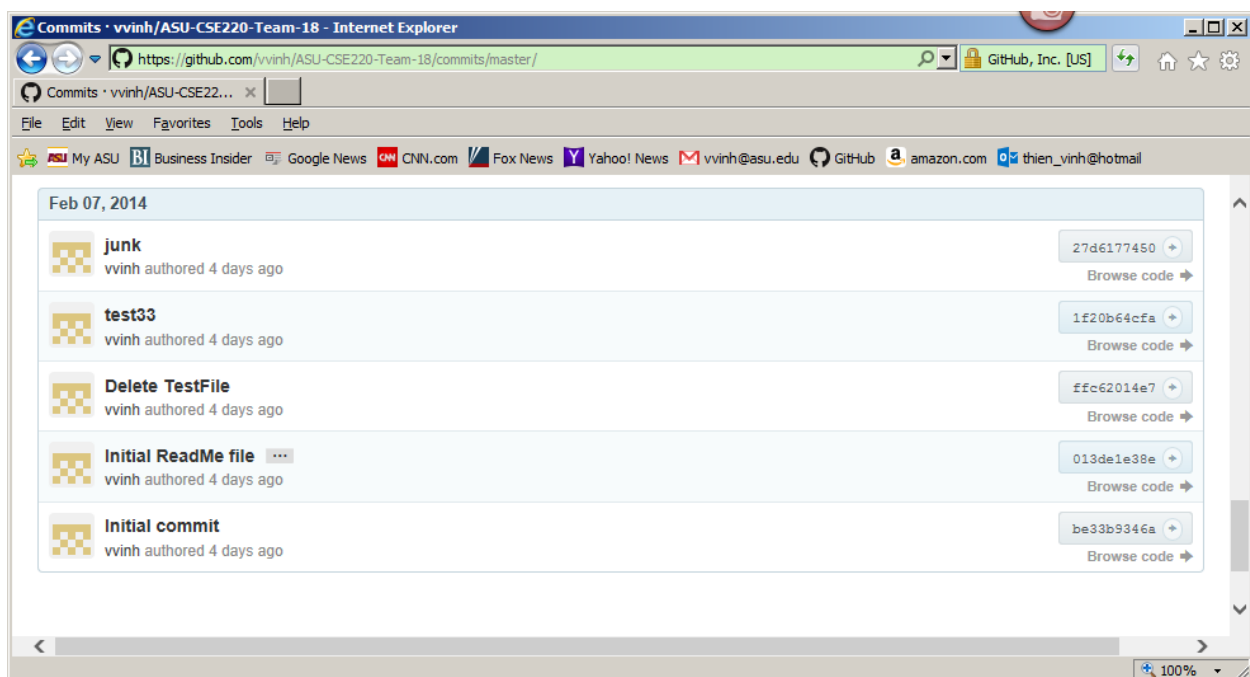 Commits · vvinh/ASU-CSE220-Team-18 - Internet Explorer
https://github.com/vvinh/ASU-CSE220-Team-18/commits/master/ GitHub, Inc. [US]
Commits · vvinh/ASU-CSE22...
File Edit View Favorites Tools Help
ASU My ASU BI Business Insider Google News CNN CNN.com Fox News Y Yahoo! News vvinh@asu.edu GitHub a amazon.com thien_vinh@hotmail
Feb 07, 2014
junk 27d6177450
vvinh authored 4 days ago Browse code
test33 1f20b64cfa
vvinh authored 4 days ago Browse code
Delete TestFile ffc62014e7
vvinh authored 4 days ago Browse code
Initial ReadMe file ... 013de1e38e
vvinh authored 4 days ago Browse code
Initial commit be33b9346a
vvinh authored 4 days ago Browse code
100%